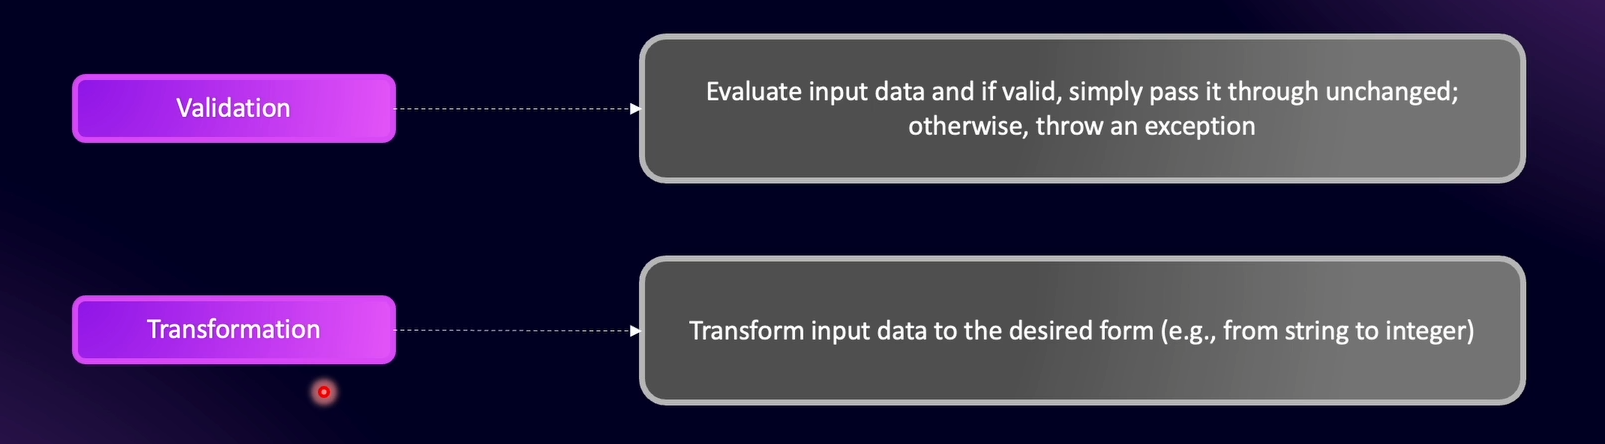 Validation
Evaluate input data and if valid, simply pass it through unchanged;
otherwise, throw an exception
Transformation
Transform input data to the desired form (e.g., from string to integer)